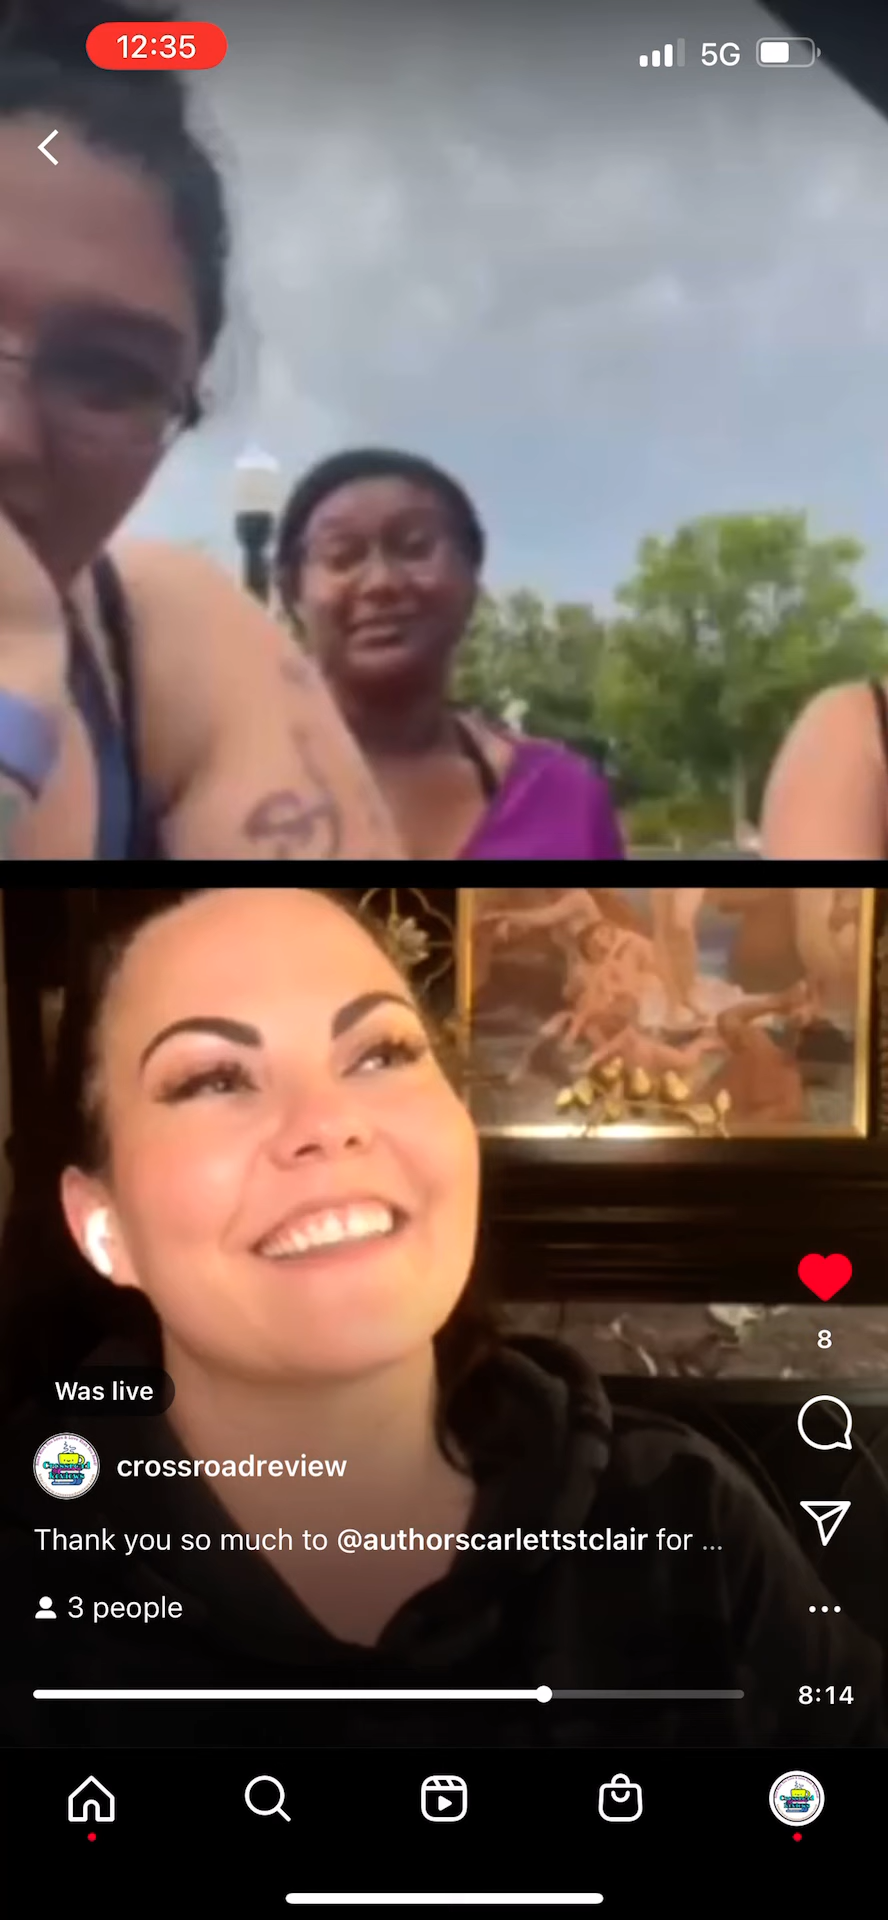 12:35
5G
8
Was live
crossroadreview
Thank you so much to @authorscarlettstclair for ...
3 people
8:14